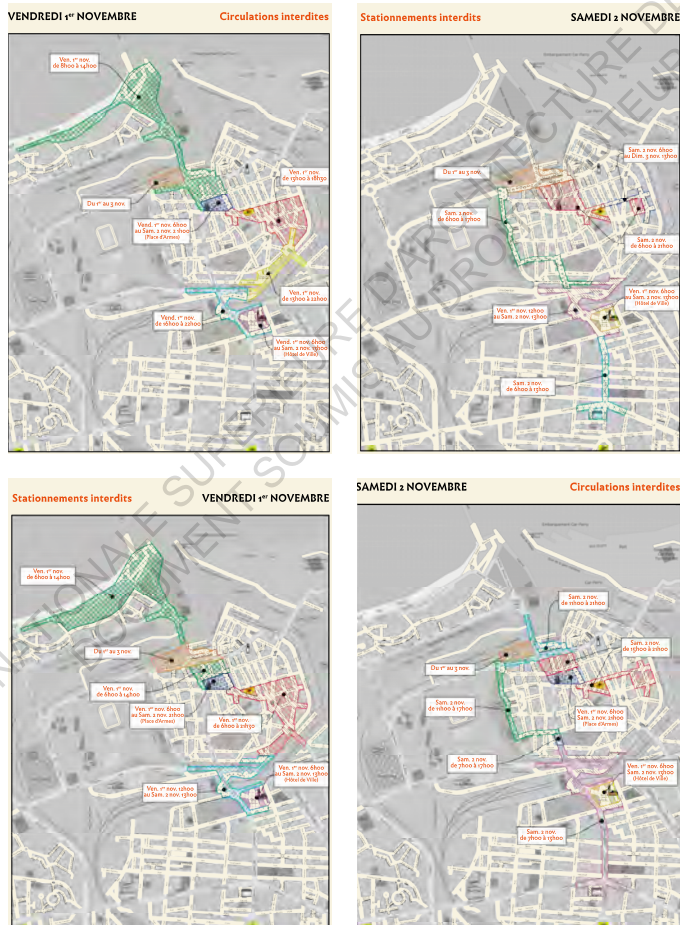 VENDREDI 1er NOVEMBRE
Circulations interdites
Ven. 1er nov.
de 8h00 à 14h00
Ven. 1er nov.
de 15h00 à 18h30
Du 1er au 3 nov.
Vend. 1er nov. 6h00
au Sam. 2 nov. 21h00
(Place d'Armes)
Ven. 1er nov.
de 15h00 à 22h00
Vend. 1er nov.
de 16h00 à 22h00
Vend. 1er nov. 6h00
au Sam. 2 nov. 13h00
(Hôtel de Ville)
Stationnements interdits
SAMEDI 2 NOVEMBRE
Sam. 2 nov. 6h00
au Dim. 3 nov. 13h00
Du 1er au 3 nov.
Sam. 2 nov.
de 6h00 à 17h00
Sam. 2 nov.
de 6h00 à 21h00
Ven. 1er nov. 6h00
au Sam. 2 nov. 13h00
(Hôtel de Ville)
Ven. 1er nov. 12h00
au Sam. 2 nov. 13h00
Sam. 2 nov.
de 6h00 à 15h00
Stationnements interdits
VENDREDI 1er NOVEMBRE
Ven. 1er nov.
de 6h00 à 14h00
Du 1er au 3 nov.
Ven. 1er nov.
de 6h00 à 14h00
Ven. 1er nov. 6h00
au Sam. 2 nov. 21h00
(Place d'Armes)
Ven. 1er nov.
de 6h00 à 21h30
Ven. 1er nov. 6h00
au Sam. 2 nov. 13h00
(Hôtel de Ville)
Ven. 1er nov. 12h00
au Sam. 2 nov. 13h00
SAMEDI 2 NOVEMBRE
Circulations interdites
Sam. 2 nov.
de 11h00 à 21h00
Sam. 2 nov.
de 15h00 à 21h00
Du 1er au 3 nov.
Sam. 2 nov.
de 11h00 à 17h00
Ven. 1er nov. 6h00
Sam. 2 nov. 21h00
(Place d'Armes)
Sam. 2 nov.
de 7h00 à 17h00
Ven. 1er nov. 6h00
Sam. 2 nov. 13h00
(Hôtel de Ville)
Sam. 2 nov.
de 7h00 à 15h00